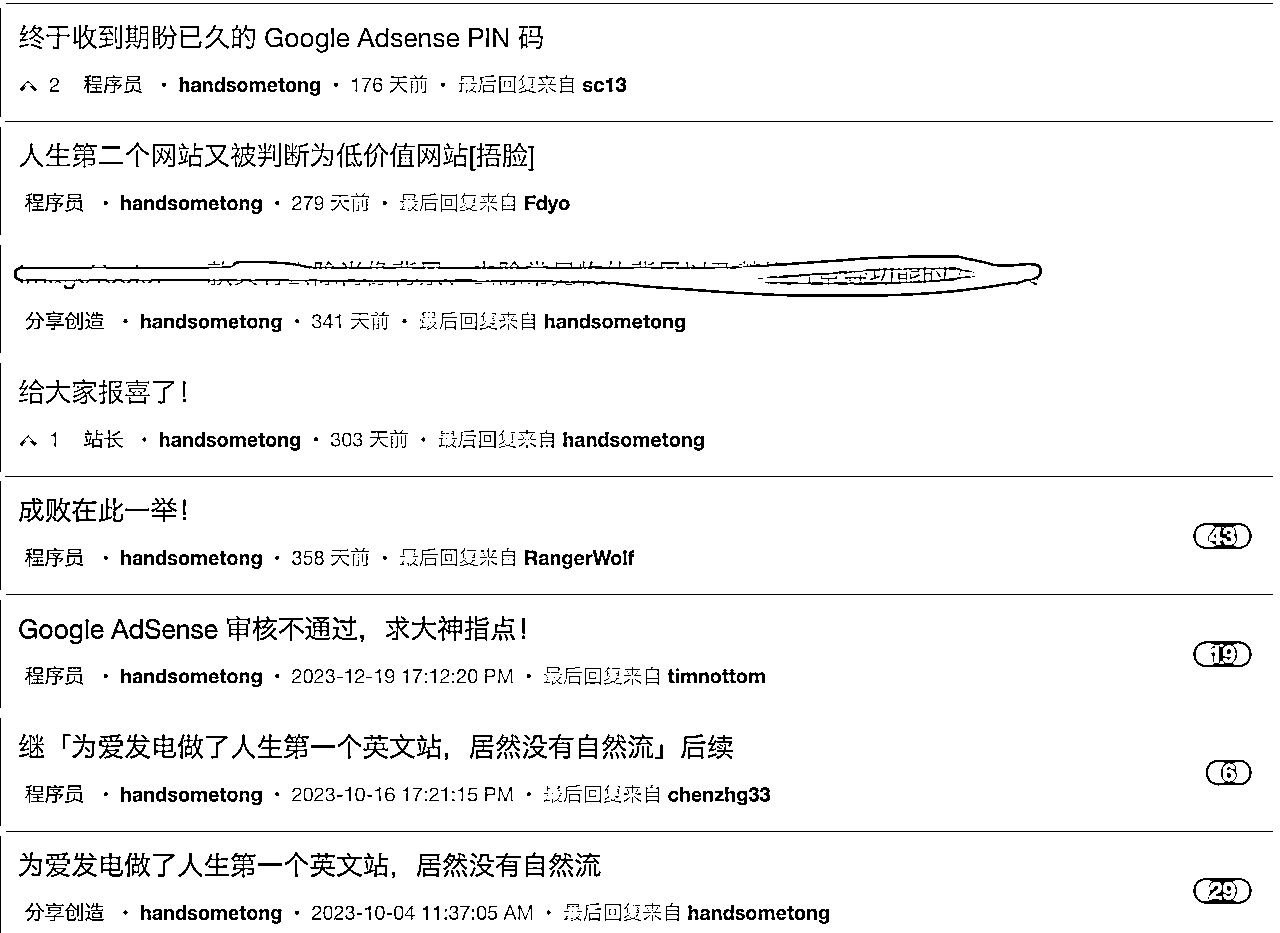 终于收到期盼已久的 Google Adsense PIN 码
2 程序员 • handsometong • 176 天前 • 最后回复来自 sc13
人生第二个网站又被判断为低价值网站[捂脸]
程序员 • handsometong • 279 天前 • 最后回复来自 Fdyo
功能的
分享创造 • handsometong • 341 天前 • 最后回复来自 handsometong
给大家报喜了！
1 站长 • handsometong • 303 天前 • 最后回复来自 handsometong
成败在此一举！
43
程序员 • handsometong • 358 天前 • 最后回复来自 RangerWolf
Google AdSense 审核不通过，求大神指点！
19
程序员 • handsometong • 2023-12-19 17:12:20 PM • 最后回复来自 timnottom
继「为爱发电做了人生第一个英文站，居然没有自然流」后续
6
程序员 • handsometong • 2023-10-16 17:21:15 PM • 最后回复来自 chenzhg33
为爱发电做了人生第一个英文站，居然没有自然流
29
分享创造 • handsometong • 2023-10-04 11:37:05 AM • 最后回复来自 handsometong